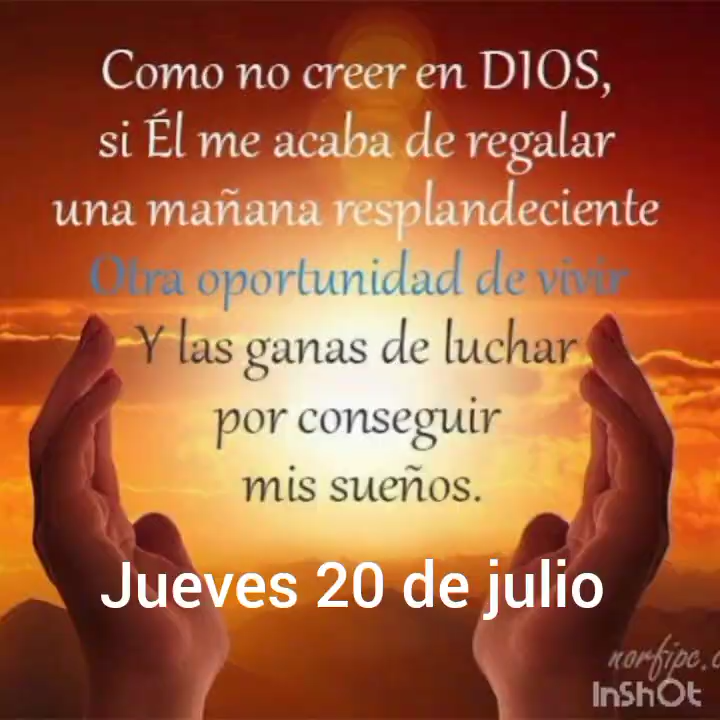 Como no creer en DIOS,
si Él me acaba de regalar
una mañana resplandeciente
Otra oportunidad de vivir
Y las ganas de luchar
por conseguir
mis sueños.
Jueves 20 de julio
norfipc.c
InShOt